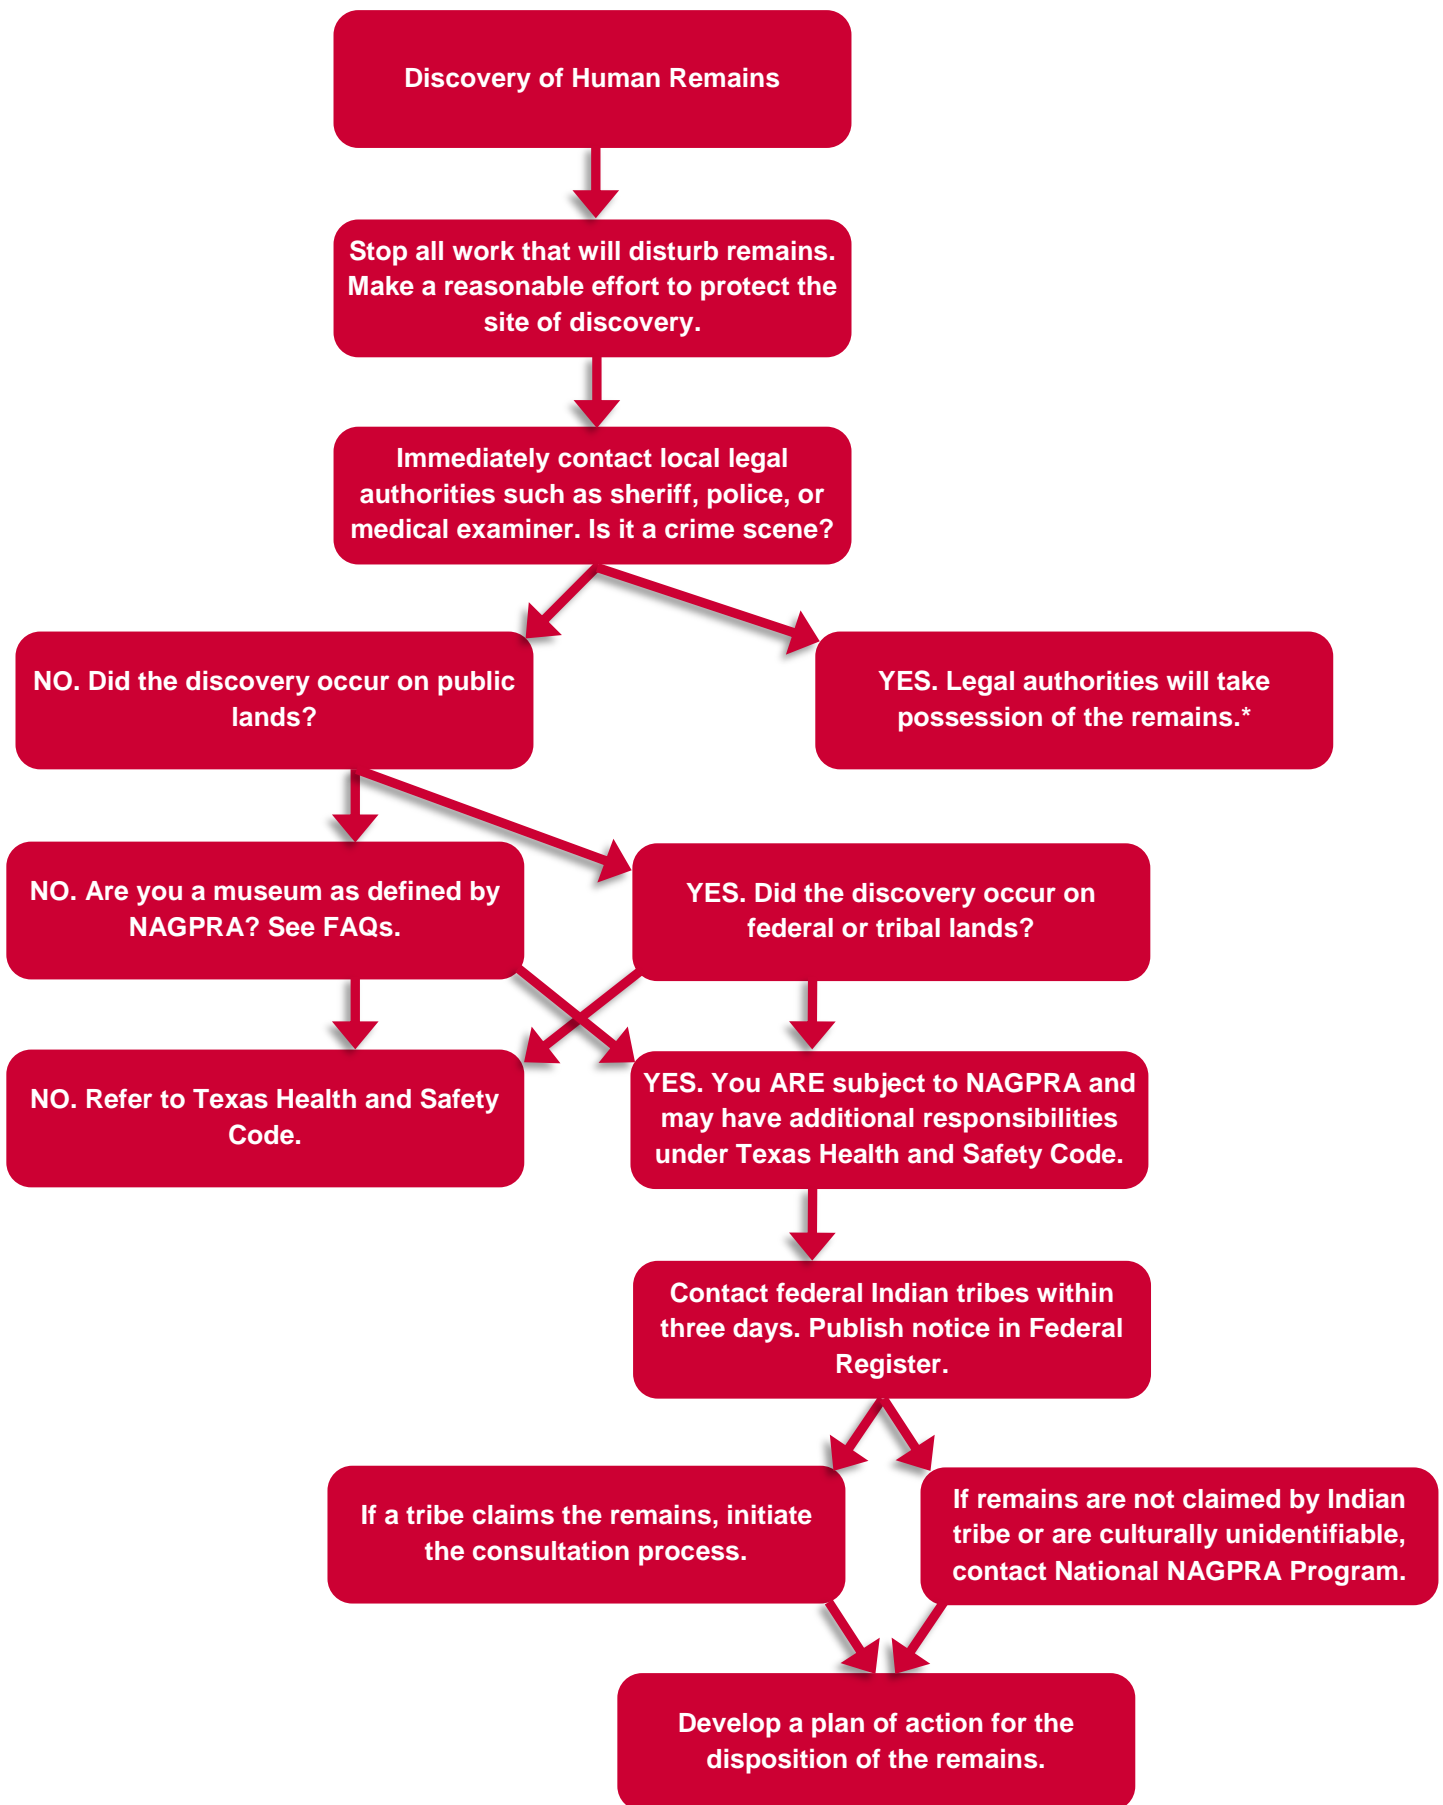 Discovery of Human Remains
Stop all work that will disturb remains.
Make a reasonable effort to protect the
site of discovery.
Immediately contact local legal
authorities such as sheriff, police, or
medical examiner. Is it a crime scene?
NO. Did the discovery occur on public
lands?
YES. Legal authorities will take
possession of the remains.*
NO. Are you a museum as defined by
NAGPRA? See FAQs.
YES. Did the discovery occur on
federal or tribal lands?
NO. Refer to Texas Health and Safety
Code.
YES. You ARE subject to NAGPRA and
may have additional responsibilities
under Texas Health and Safety Code.
Contact federal Indian tribes within
three days. Publish notice in Federal
Register.
If a tribe claims the remains, initiate
the consultation process.
If remains are not claimed by Indian
tribe or are culturally unidentifiable,
contact National NAGPRA Program.
Develop a plan of action for the
disposition of the remains.